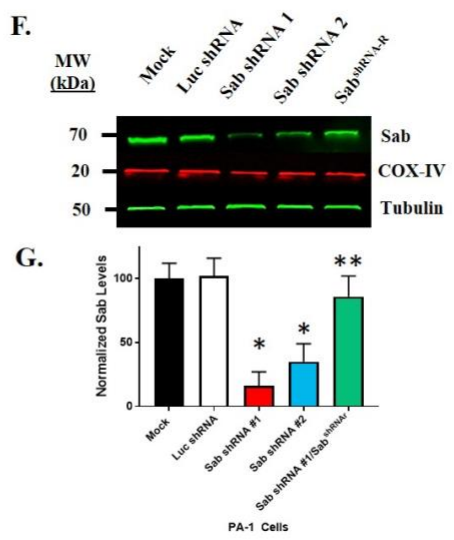 F.
MW
(kDa)
Mock
Luc shRNA
Sab shRNA 1
Sab shRNA 2
Sab shRNA-R
70
Sab
20
COX-IV
50
Tubulin
G.
Normalized Sab Levels
100
50
0
*
*
**
Mock
Luc shRNA
Sab shRNA #1
Sab shRNA #2
Sab shRNA #1/Sab shRNAr
PA-1 Cells